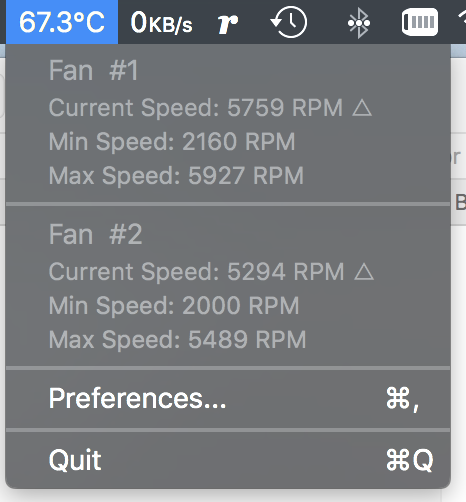 67.3°C 0KB/s r
Fan #1
Current Speed: 5759 RPM △
Min Speed: 2160 RPM
Max Speed: 5927 RPM
or
Fan #2
B
Current Speed: 5294 RPM △
Min Speed: 2000 RPM
Max Speed: 5489 RPM
Preferences... ⌘,
Quit ⌘Q